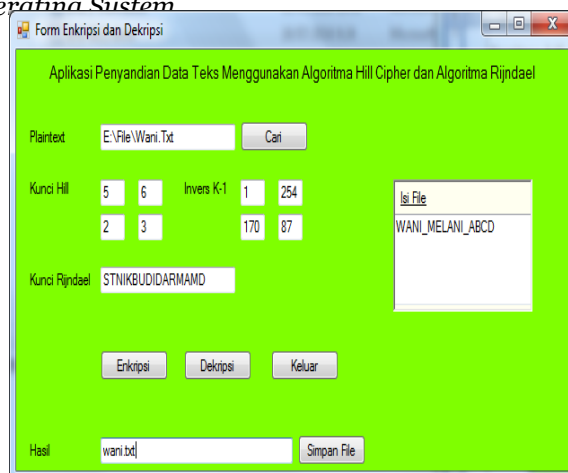 erating System
Form Enkripsi dan Dekripsi
Aplikasi Penyandian Data Teks Menggunakan Algoritma Hill Cipher dan Algoritma Rijndael
Plaintext E:\File\Wani.Txt Cari
Kunci Hill 5 6 Invers K-1 1 254
2 3 170 87
Isi File
WANI_MELANI_ABCD
Kunci Rijndael STNIKBUDIDARMAMD
Enkripsi Dekripsi Keluar
Hasil wani.txt Simpan File